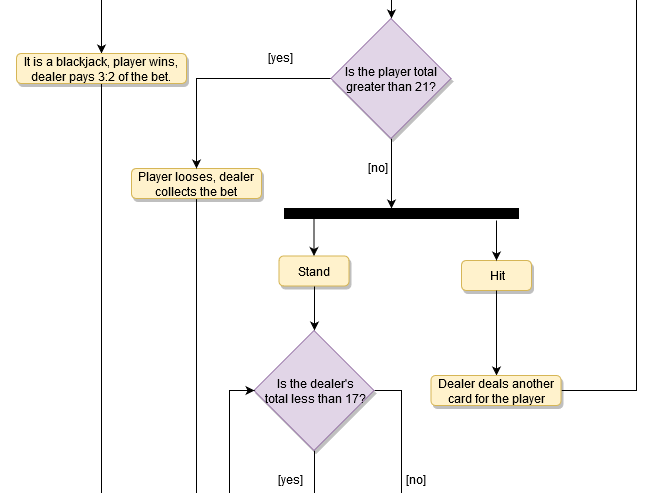 [yes]
It is a blackjack, player wins,
dealer pays 3:2 of the bet.
Is the player total
greater than 21?
[no]
Player looses, dealer
collects the bet
Stand
Hit
Is the dealer's
total less than 17?
Dealer deals another
card for the player
[yes]
[no]